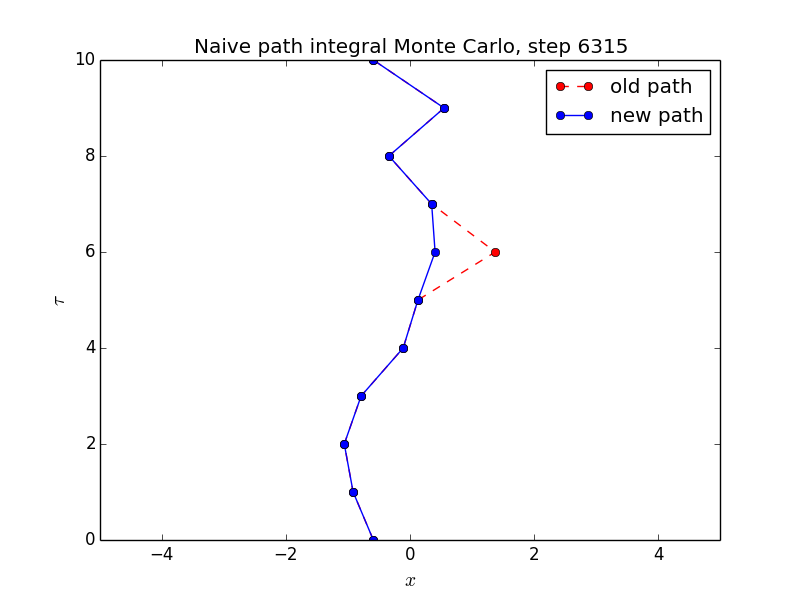 Naive path integral Monte Carlo, step 6315
old path
new path
10
8
6
4
2
0
τ
−4
−2
0
2
4
x